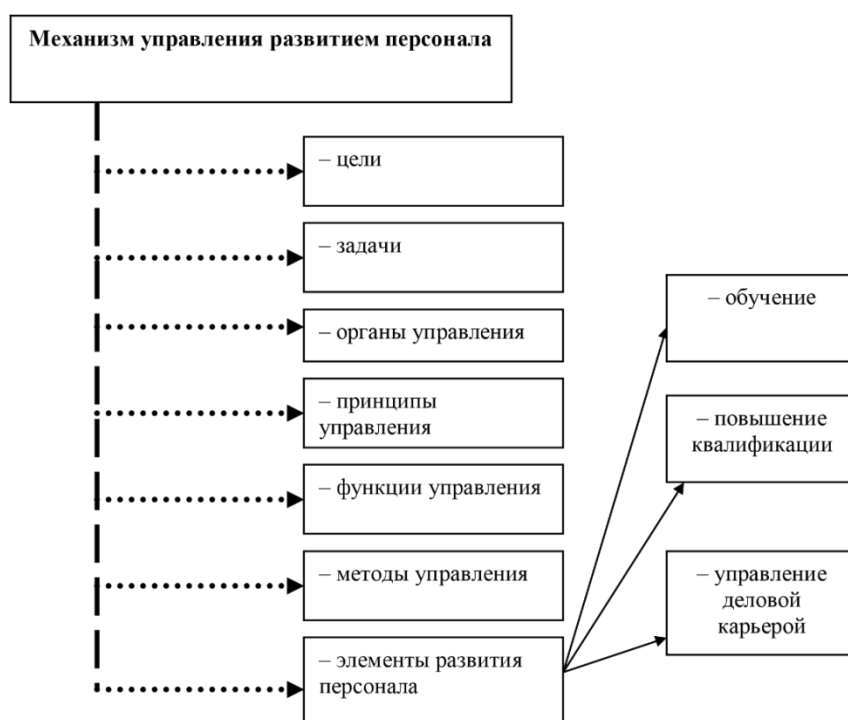 Механизм управления развитием персонала
– цели
– задачи
– органы управления
– принципы
управления
– функции управления
– методы управления
– элементы развития
персонала
– обучение
– повышение
квалификации
– управление
деловой
карьерой